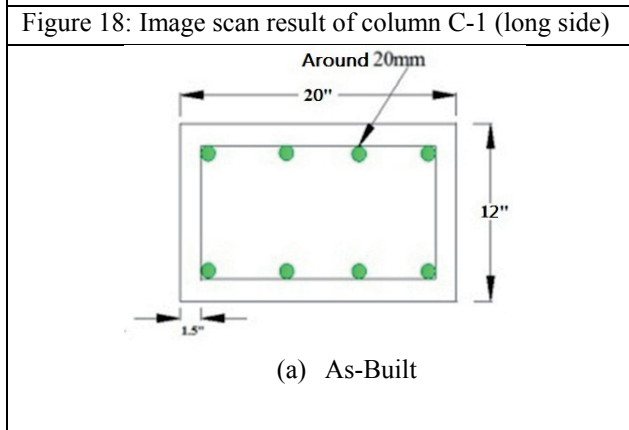 Figure 18: Image scan result of column C-1 (long side)
Around 20mm
20"
12"
1.5"
(a) As-Built